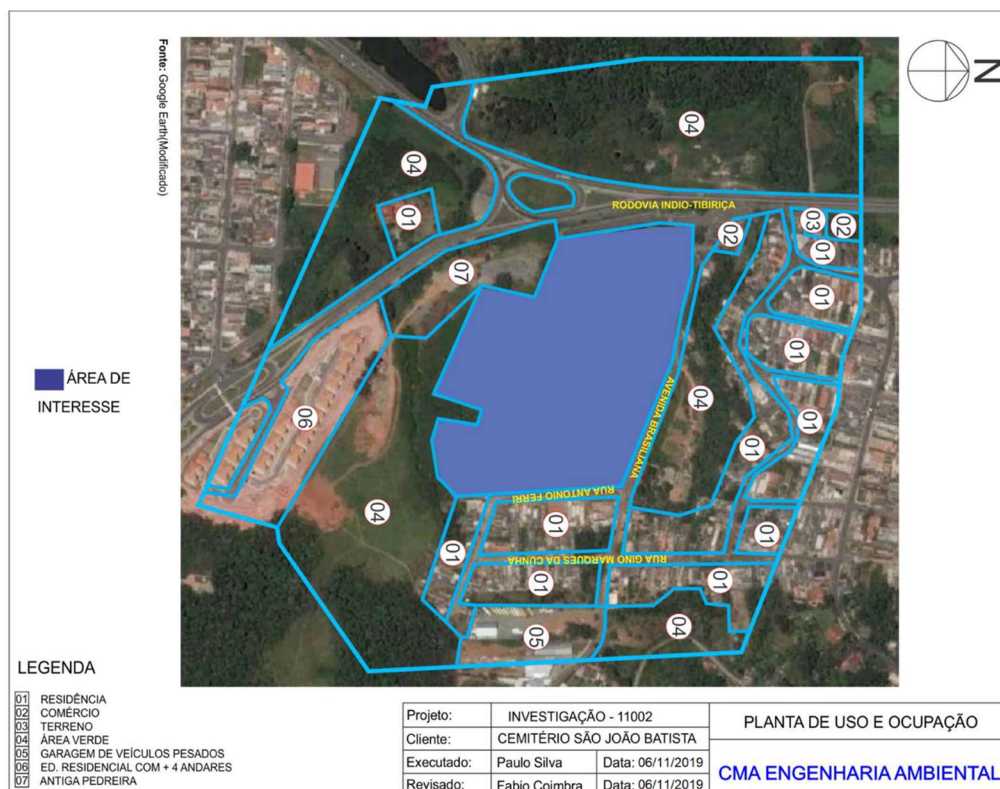 Fonte: Google Earth(Modificado)
N
04
04
01
RODOVIA INDIO-TIBIRIÇA
03
02
02
01
07
01
01
ÁREA DE
INTERESSE
06
04
AVENIDA BRASILIANA
01
01
04
RUA ANTONIO FERRI
01
01
01
RUA GINO MARQUES DA CUNHA
01
01
05
04
LEGENDA
01 RESIDÊNCIA
02 COMÉRCIO
03 TERRENO
04 ÁREA VERDE
05 GARAGEM DE VEÍCULOS PESADOS
06 ED. RESIDENCIAL COM + 4 ANDARES
07 ANTIGA PEDREIRA
Projeto: INVESTIGAÇÃO - 11002
Cliente: CEMITÉRIO SÃO JOÃO BATISTA
Executado: Paulo Silva Data: 06/11/2019
Revisado: Fabio Coimbra Data: 06/11/2019
PLANTA DE USO E OCUPAÇÃO
CMA ENGENHARIA AMBIENTAL